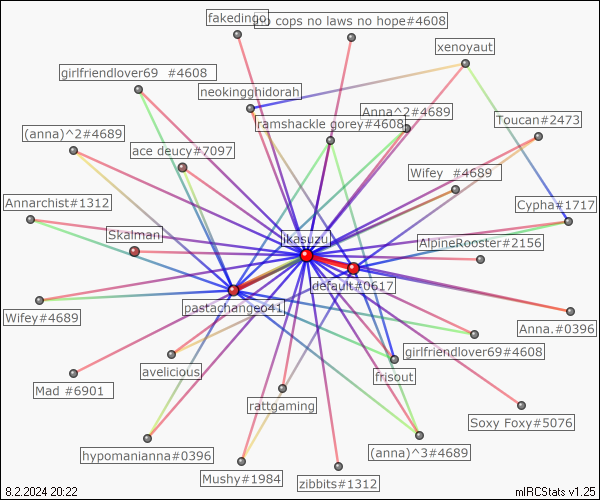 fakedingo
no cops no laws no hope#4608
xenoyaut
girlfriendlover69 #4608
neokingghidorah
Anna^2#4689
ramshackle gorey#4608
Toucan#2473
(anna)^2#4689
ace deucy#7097
Wifey #4689
Annarchist#1312
Cypha#1717
Skalman
ikasuzu
AlpineRooster#2156
default#0617
pastachangeo41
Wifey#4689
Anna.#0396
girlfriendlover69#4608
avelicious
frisout
Mad #6901
rattgaming
Soxy Foxy#5076
hypomanianna#0396
(anna)^3#4689
Mushy#1984
zibbits#1312
8.2.2024 20:22
mIRCStats v1.25